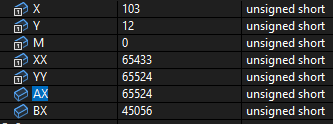 X 103 unsigned short
Y 12 unsigned short
M 0 unsigned short
XX 65433 unsigned short
YY 65524 unsigned short
AX 65524 unsigned short
BX 45056 unsigned short